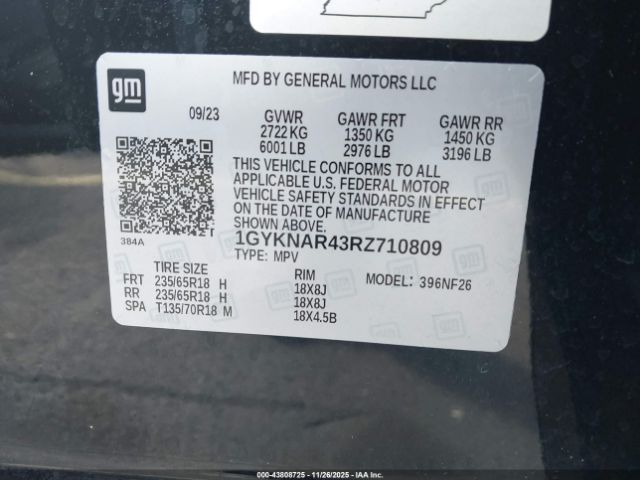 gm
MFD BY GENERAL MOTORS LLC
09/23 GVWR GAWR FRT GAWR RR
2722 KG 1350 KG 1450 KG
6001 LB 2976 LB 3196 LB
THIS VEHICLE CONFORMS TO ALL
APPLICABLE U.S. FEDERAL MOTOR
VEHICLE SAFETY STANDARDS IN EFFECT
ON THE DATE OF MANUFACTURE
SHOWN ABOVE.
384A
1GYKNAR43RZ710809
TYPE: MPV
TIRE SIZE RIM MODEL: 396NF26
FRT 235/65R18 H 18X8J
RR 235/65R18 H 18X8J
SPA T135/70R18 M 18X4.5B
© IAA - 43808725 - 11/26/2025 - IAA, Inc.